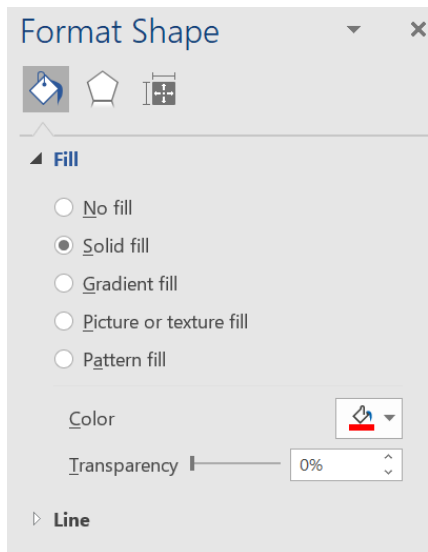 Format Shape
Fill
No fill
Solid fill
Gradient fill
Picture or texture fill
Pattern fill
Color
Transparency 0%
Line